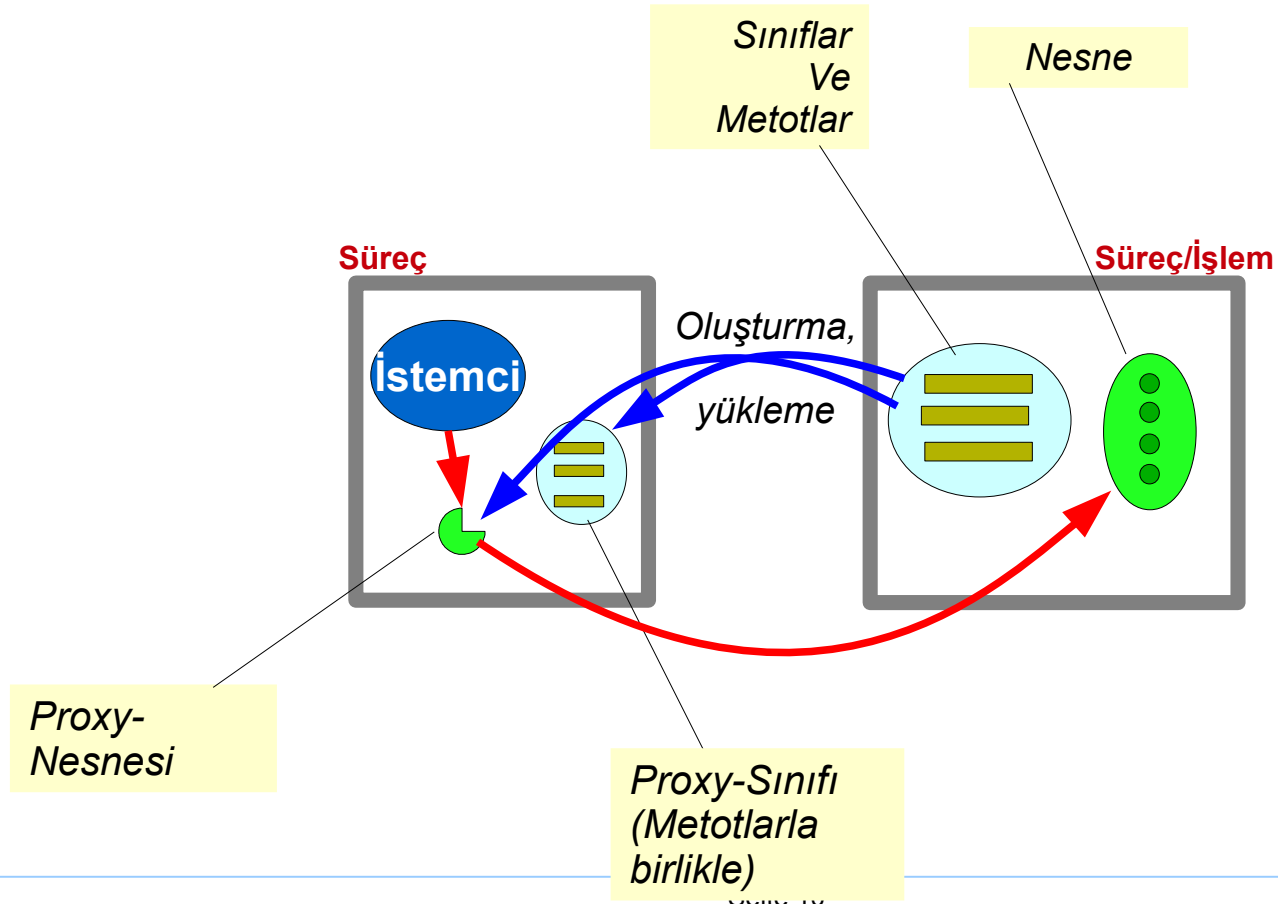 Sınıflar
Ve
Metotlar
Nesne
Süreç
Süreç/İşlem
Oluşturma,
İstemci
yükleme
Proxy-
Nesnesi
Proxy-Sınıfı
(Metotlarla
birlikle)